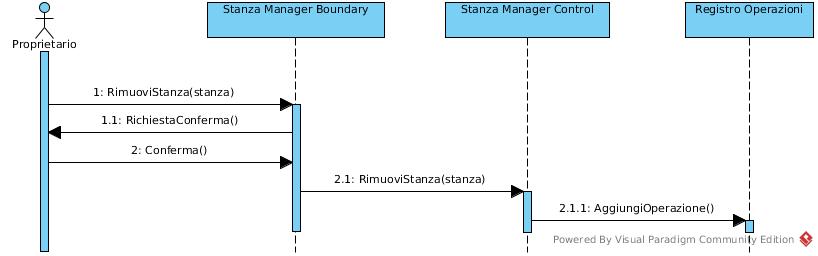 Stanza Manager Boundary
Stanza Manager Control
Registro Operazioni
Proprietario
1: RimuoviStanza(stanza)
1.1: RichiestaConferma()
2: Conferma()
2.1: RimuoviStanza(stanza)
2.1.1: AggiungiOperazione()
Powered By Visual Paradigm Community Edition